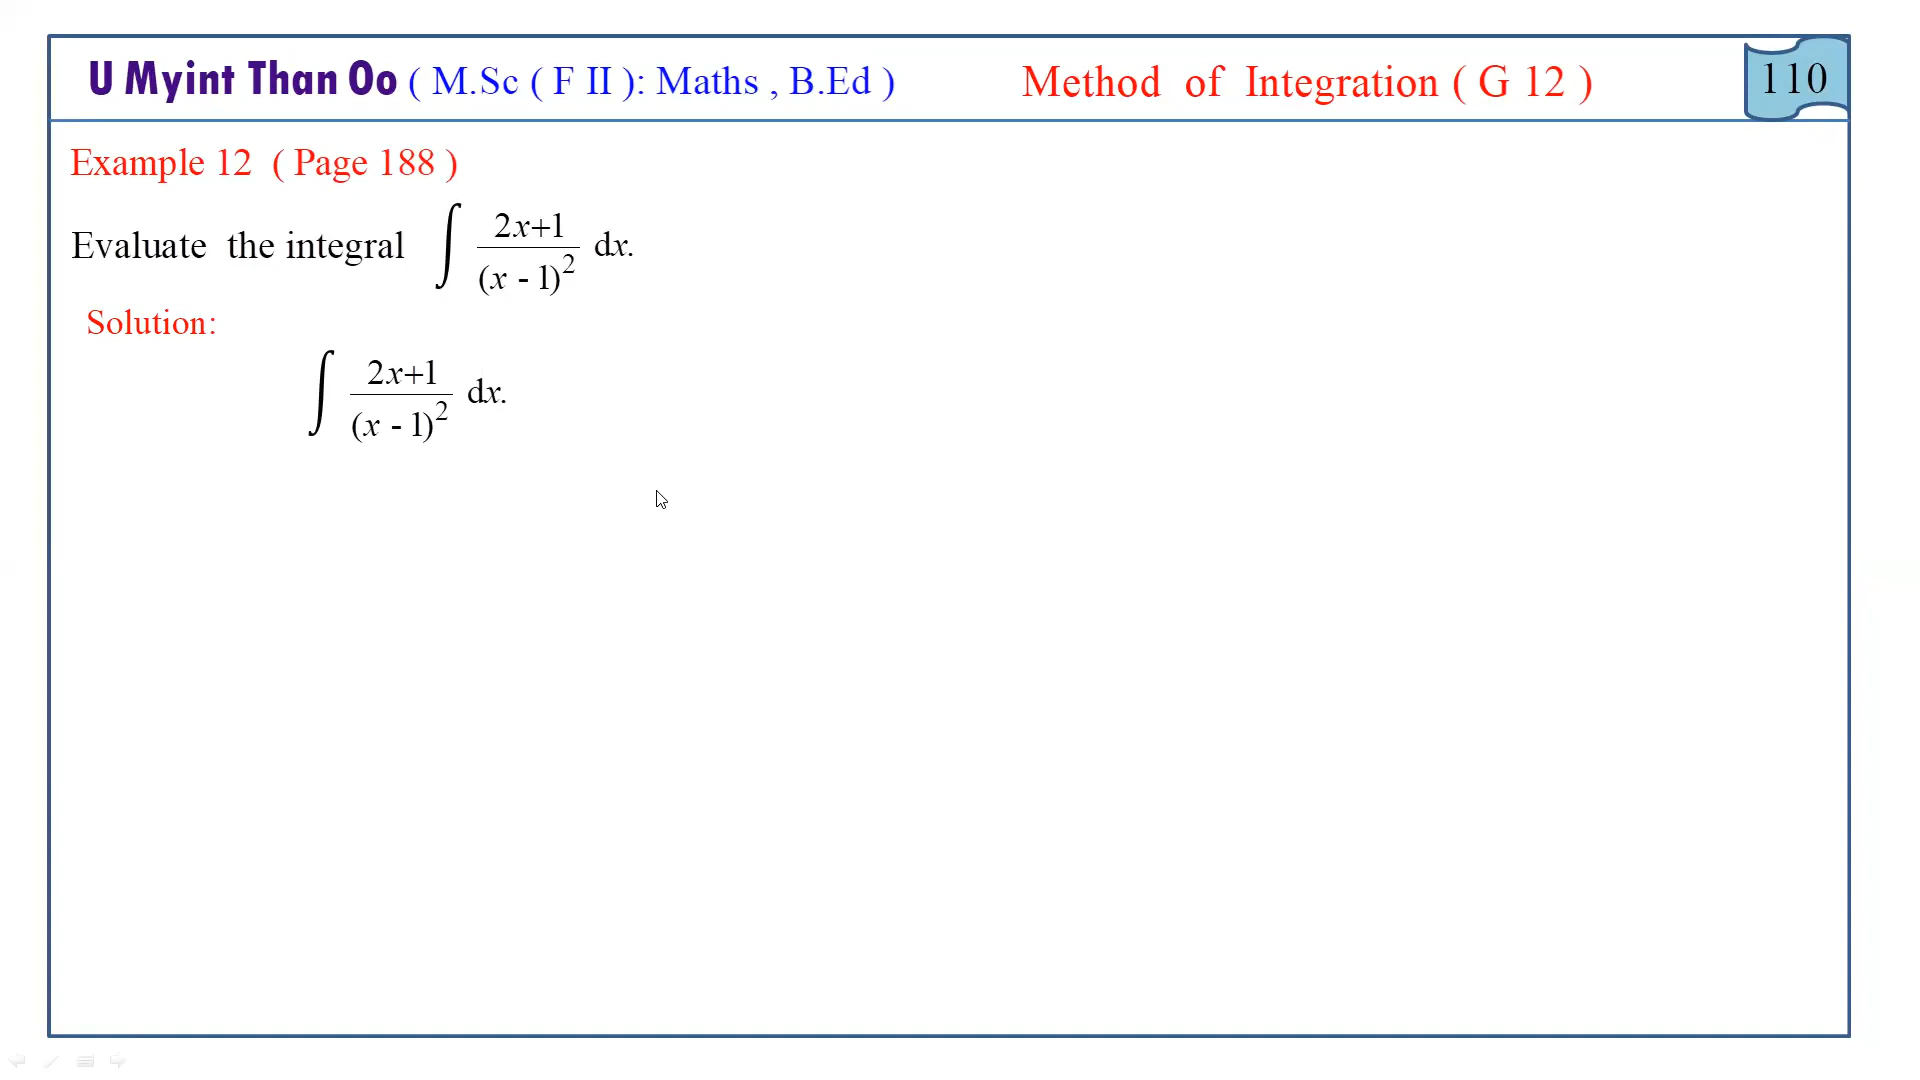 U Myint Than Oo ( M.Sc ( F II ): Maths , B.Ed ) Method of Integration ( G 12 ) 110
Example 12 ( Page 188 )
Evaluate the integral ∫ 2x+1 / (x - 1)² dx.
Solution:
∫ 2x+1 / (x - 1)² dx.